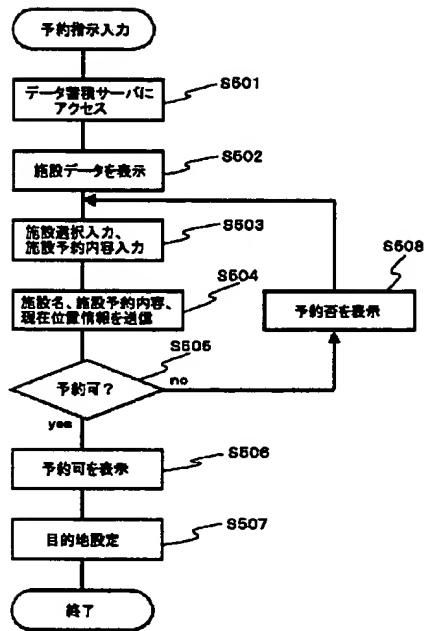 予約指示入力
データ蓄積サーバに
アクセス
S501
施設データを表示
S502
施設選択入力、
施設予約内容入力
S503
施設名、施設予約内容、
現在位置情報を送信
S504
予約可？
S505
no
予約否を表示
S508
yes
予約可を表示
S506
目的地設定
S507
終了